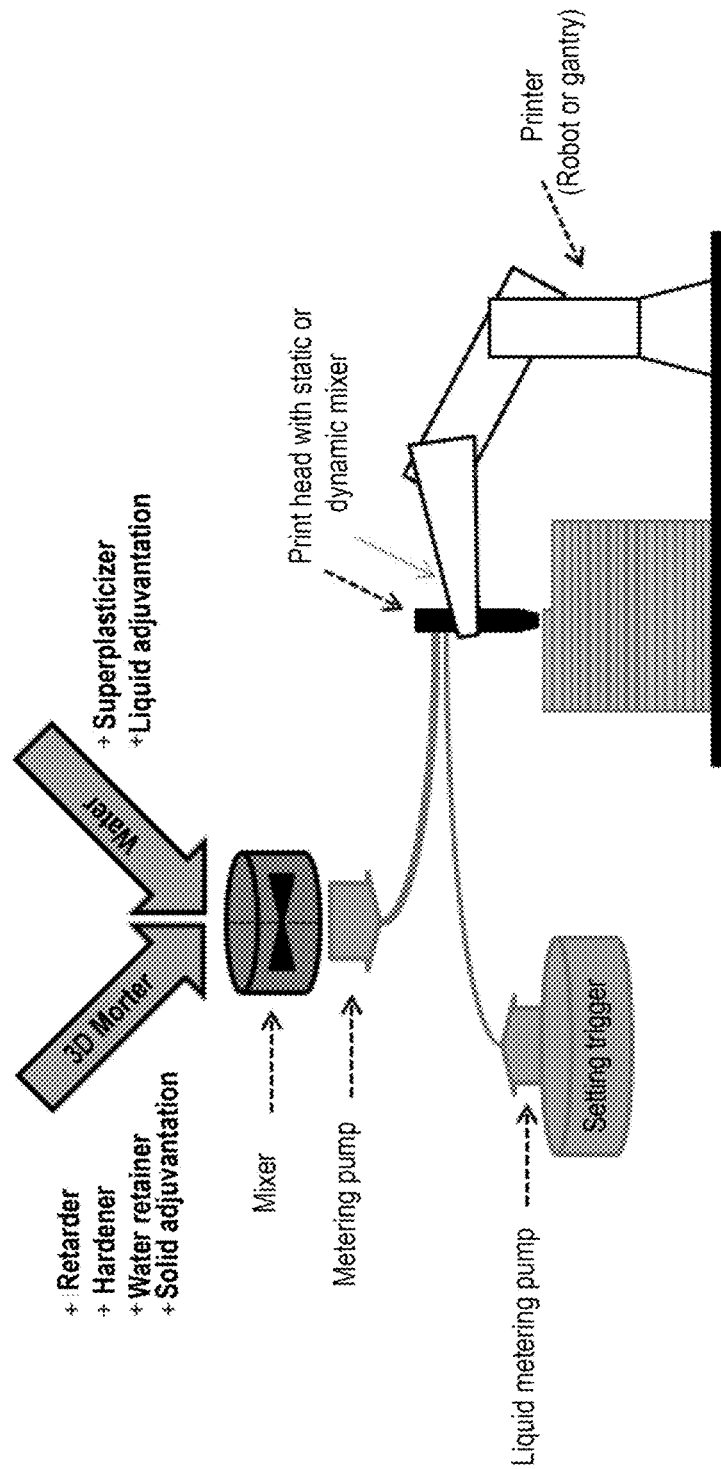 + Retarder
+ Hardener
+ Water retainer
+ Solid adjuvantation
3D Morter
Water
+ Superplasticizer
+ Liquid adjuvantation
Mixer
Metering pump
Print head with static or
dynamic mixer
Printer
(Robot or gantry)
Liquid metering pump
Setting trigger